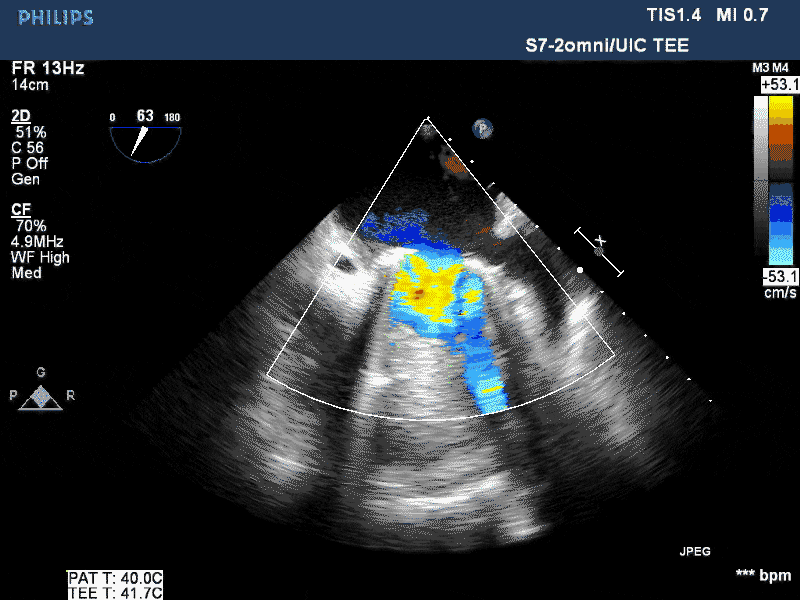 PHILIPS
TIS1.4 MI 0.7
S7-2omni/UIC TEE
FR 13Hz
14cm
2D
51%
C 56
P Off
Gen
CF
70%
4.9MHz
WF High
Med
0 63 180
P
M3 M4
+53.1
-53.1
cm/s
X
G
P R
JPEG
*** bpm
PAT T: 40.0C
TEE T: 41.7C